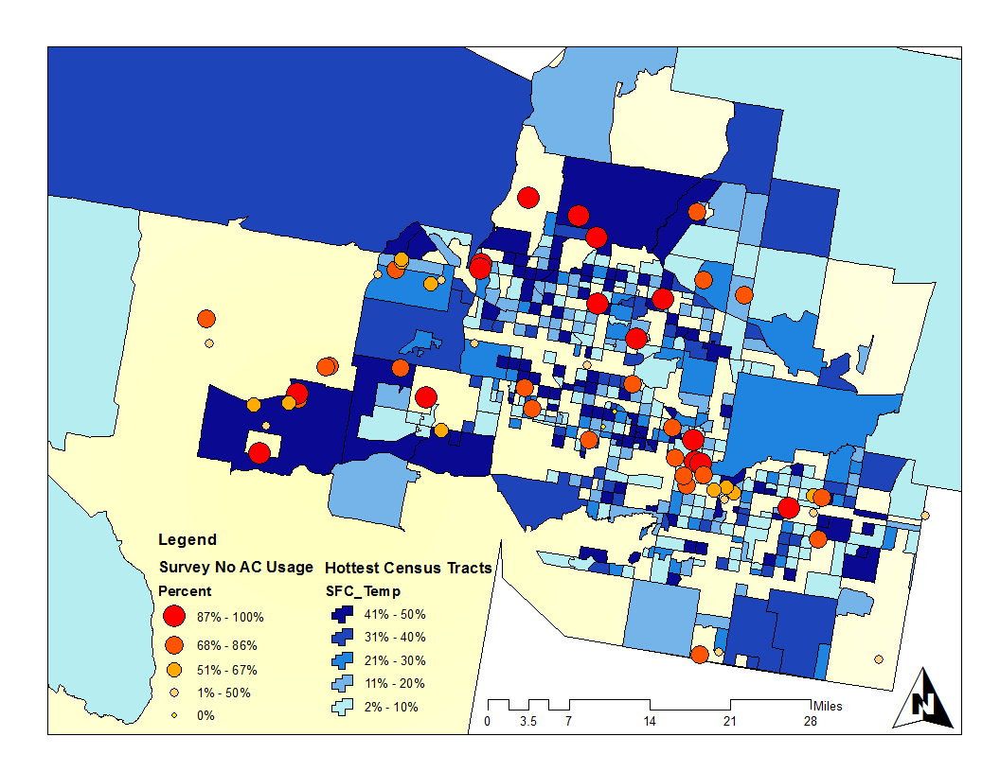 Legend
Survey No AC Usage
Percent
87% - 100%
68% - 86%
51% - 67%
1% - 50%
0%
Hottest Census Tracts
SFC_Temp
41% - 50%
31% - 40%
21% - 30%
11% - 20%
2% - 10%
Miles
0 3.5 7 14 21 28
N